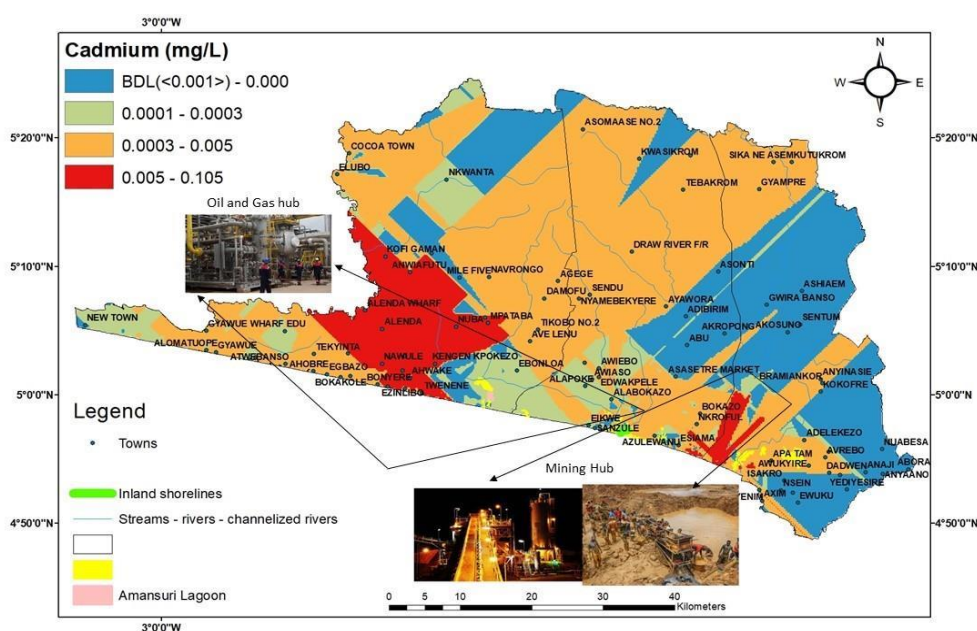 3°0'0"W
Cadmium (mg/L)
BDL(<0.001>) - 0.000
0.0001 - 0.0003
0.0003 - 0.005
0.005 - 0.105
N
W
E
S
5°20'0"N
5°20'0"N
5°10'0"N
5°10'0"N
5°0'0"N
5°0'0"N
4°50'0"N
4°50'0"N
ASOMAASE NO.2
COCOA TOWN
ELUBO
NKWANTA
KWASIKROM
SIKA NE ASEMKUTUKROM
TEBAKROM
GYAMPRE
Oil and Gas hub
KOFI GAMAN
ANWIAFUTU
MILE FIVE
NAVRONGO
AGEGE
DRAW RIVER F/R
ASONTI
DAMOFU
SENDU
NYAMEBEKYERE
AYAWORA
ADIBIRIM
ASHIAEM
GWIRA BANSO
ALENDA WHARF
ALENDA
NUBA
MPATABA
TIKOBO NO.2
AVE LENU
AKROPONG
AKOSUNO
SENTUM
ABU
NEW TOWN
GYAWUE WHARF
EDU
ALOMATUOPE
GYAWUE
TEKYINTA
NAWULE
KENGEN
KPOKEZO
EBONLOA
AWIEBO
AWIASO
ASASETRE MARKET
BRAMIANKOR
ANYINASIE
KOKOFRE
AHOBRE
EGBAZO
AHWAKE
ALAPOKE
EDWAKPELE
BOKAKOLE
BONYERE
TWENENE
EZINLIBO
ALABOKAZO
BOKAZO
NKROFUL
EIKWE
SANZULE
AZULEWANU
ESIAMA
ADELEKEZO
NUABESA
APA TAM
AVREBO
AWUKYIRE
DADWEN
ANAJI
ABORA
ANYAANO
ISAKRO
NSEIN
YEDIYESIRE
AXIM
EWUKU
Legend
Towns
Inland shorelines
Streams - rivers - channelized rivers
Amansuri Lagoon
Mining Hub
0
10
20
30
40
Kilometers
3°0'0"W